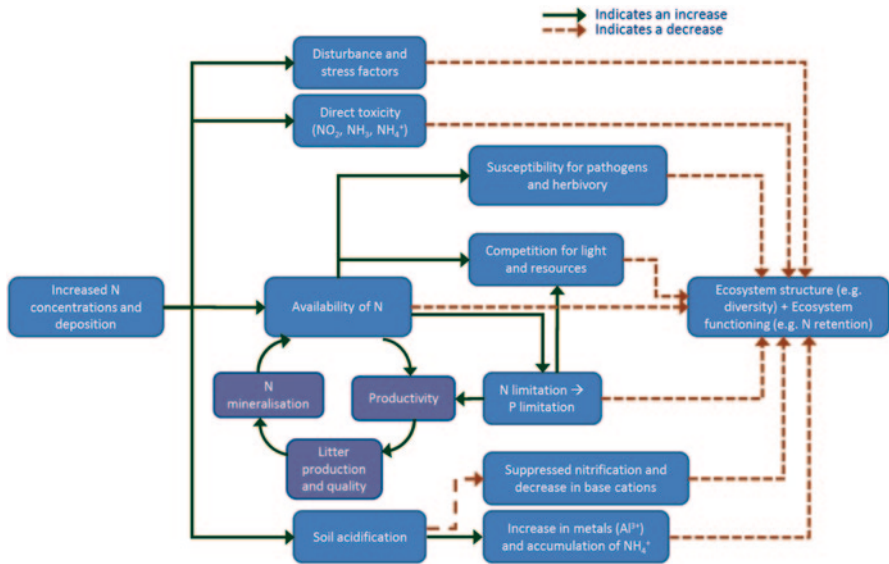 Indicates an increase
Indicates a decrease
Disturbance and
stress factors
Direct toxicity
(NO₂, NH₃, NH₄⁺)
Susceptibility for pathogens
and herbivory
Competition for light
and resources
Increased N
concentrations and
deposition
Availability of N
Ecosystem structure (e.g.
diversity) + Ecosystem
functioning (e.g. N retention)
N
mineralisation
Productivity
N limitation →
P limitation
Litter
production
and quality
Suppressed nitrification and
decrease in base cations
Soil acidification
Increase in metals (Al³⁺)
and accumulation of NH₄⁺